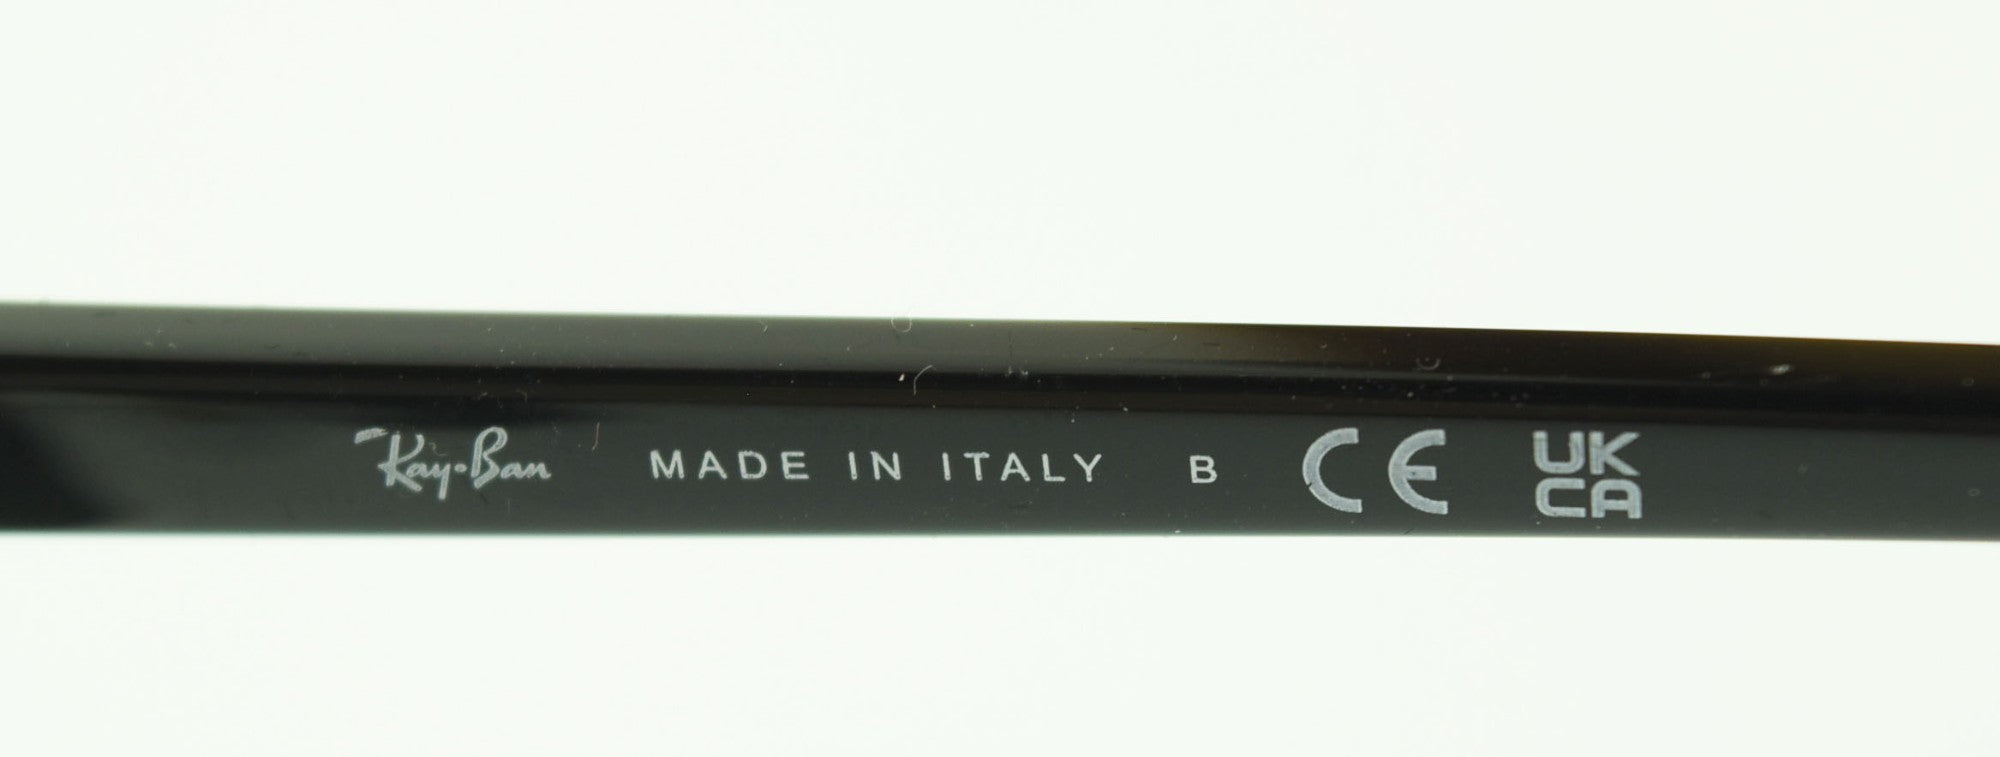 Ray-Ban MADE IN ITALY B CE UK
CA